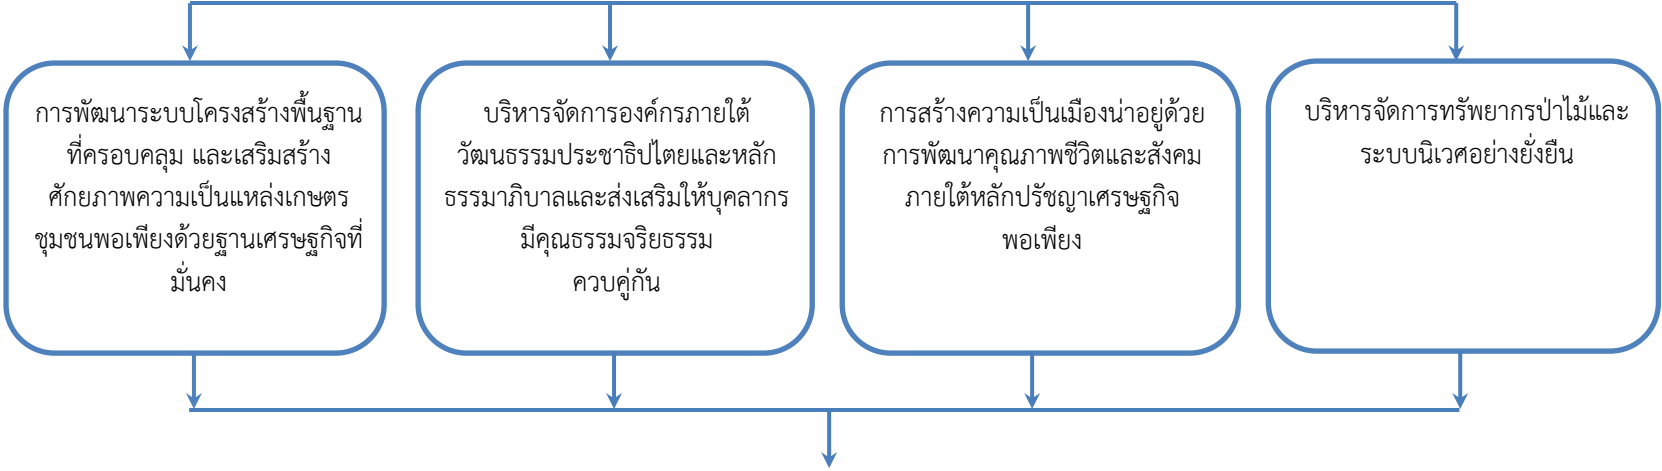 การพัฒนาระบบโครงสร้างพื้นฐาน
ที่ครอบคลุม และเสริมสร้าง
ศักยภาพความเป็นแหล่งเกษตร
ชุมชนพอเพียงด้วยฐานเศรษฐกิจที่
มั่นคง
บริหารจัดการองค์กรภายใต้
วัฒนธรรมประชาธิปไตยและหลัก
ธรรมาภิบาลและส่งเสริมให้บุคลากร
มีคุณธรรมจริยธรรม
ควบคู่กัน
การสร้างความเป็นเมืองน่าอยู่ด้วย
การพัฒนาคุณภาพชีวิตและสังคม
ภายใต้หลักปรัชญาเศรษฐกิจ
พอเพียง
บริหารจัดการทรัพยากรป่าไม้และ
ระบบนิเวศอย่างยั่งยืน